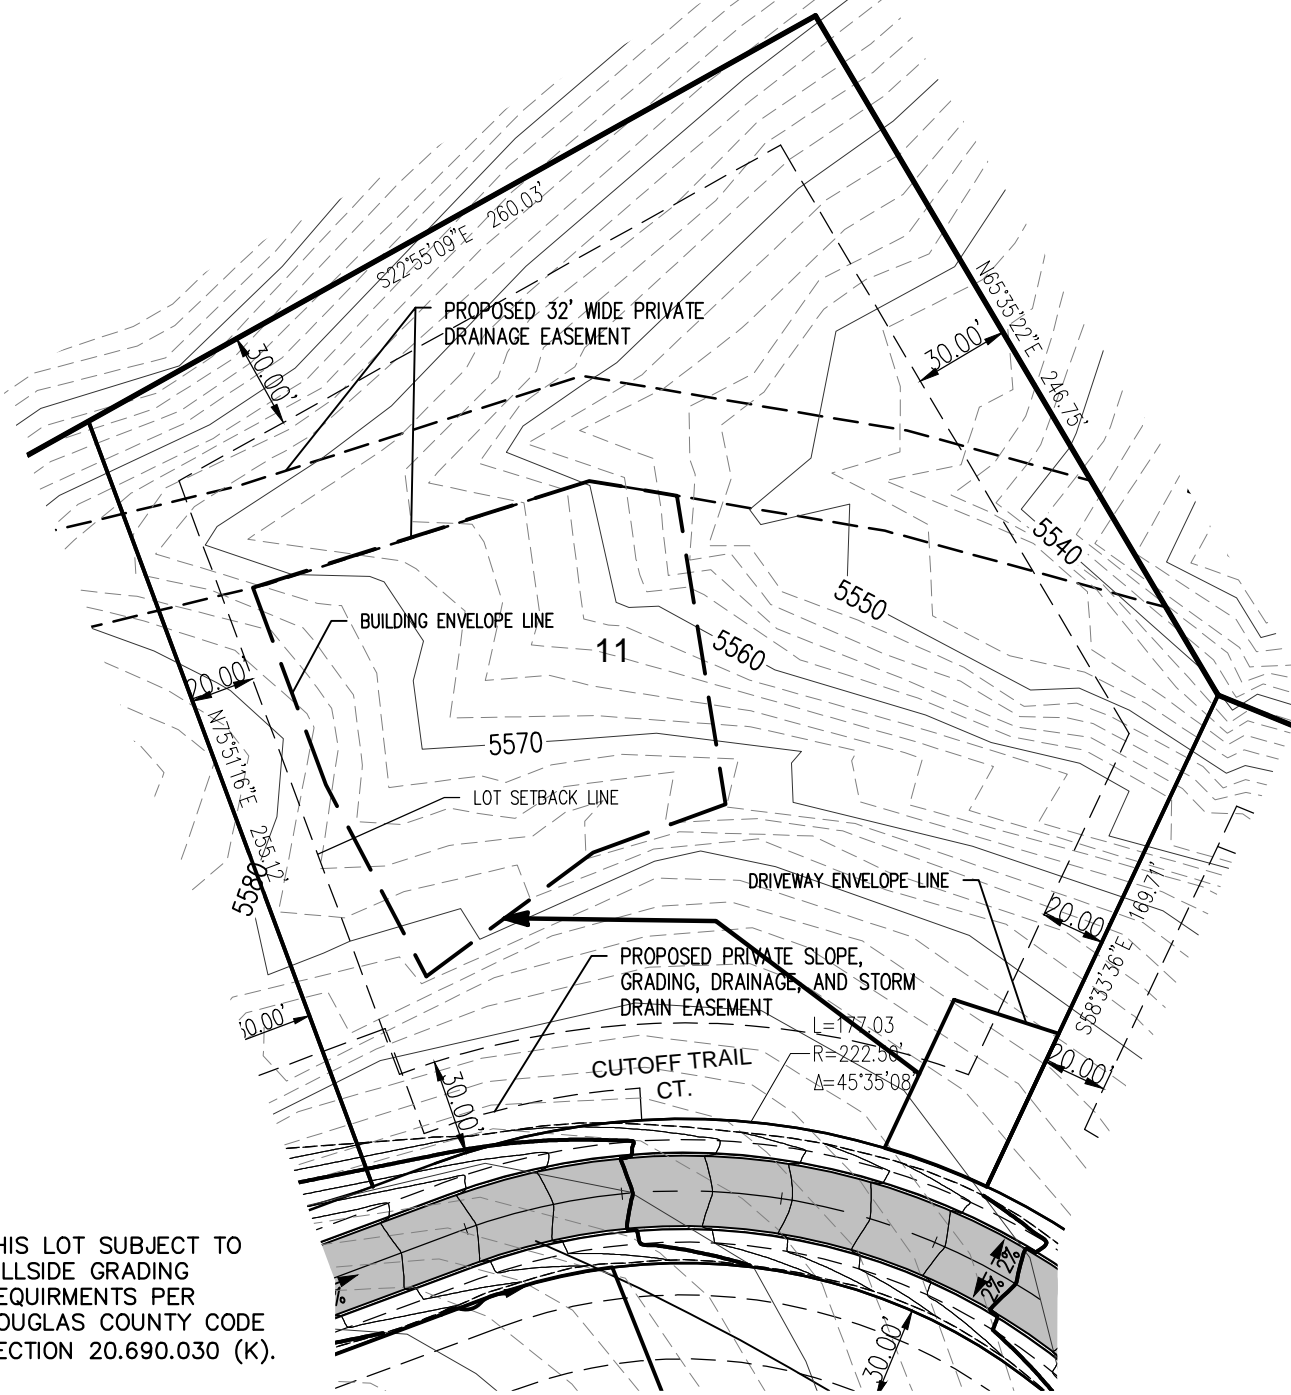 S22°55'09"E 260.03'
PROPOSED 32' WIDE PRIVATE
DRAINAGE EASEMENT
30.00'
N65°35'22"E 246.75'
30.00'
5540
5550
5560
BUILDING ENVELOPE LINE
11
20.00'
N75°51'16"E 255.12'
5570
LOT SETBACK LINE
5580
DRIVEWAY ENVELOPE LINE
20.00'
S58°33'36"E 169.71'
PROPOSED PRIVATE SLOPE,
GRADING, DRAINAGE, AND STORM
DRAIN EASEMENT
L=177.03
R=222.50'
Δ=45°35'08"
CUTOFF TRAIL
CT.
30.00'
20.00'
2%
2%
30.00'
HIS LOT SUBJECT TO
LLSIDE GRADING
EQUIRMENTS PER
OUGLAS COUNTY CODE
ECTION 20.690.030 (K).